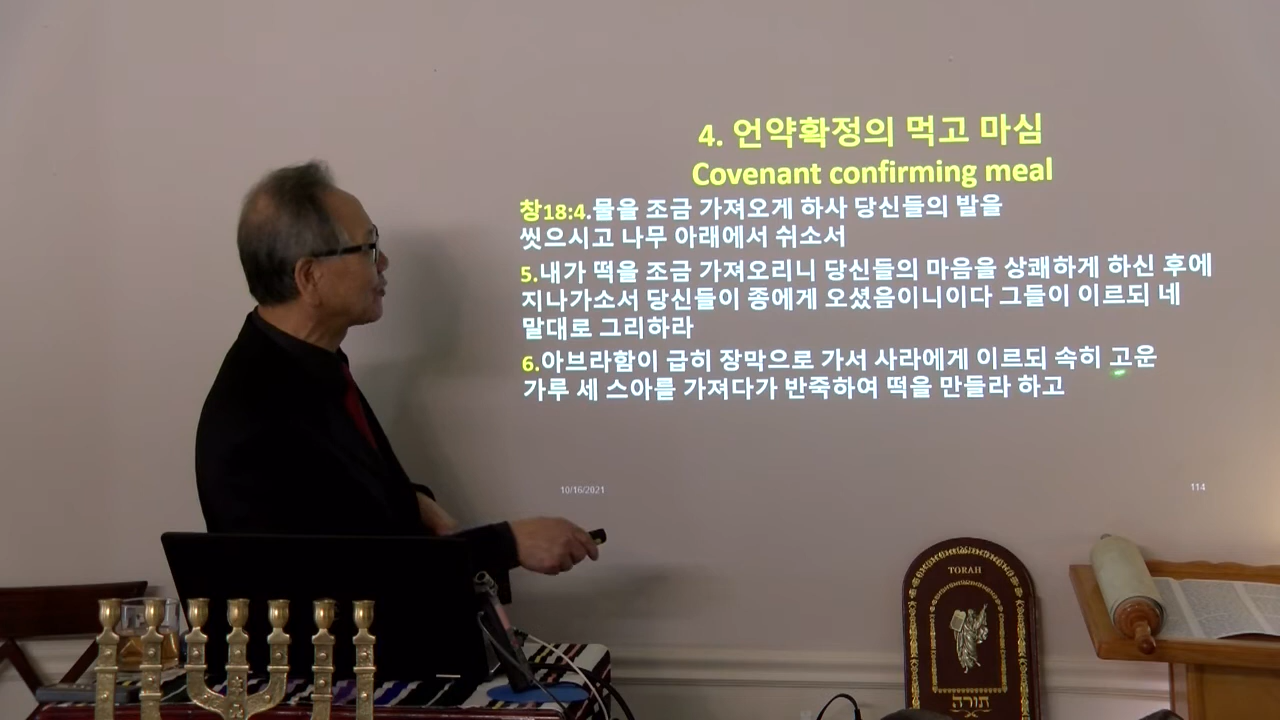 4. 언약확정의 먹고 마심
Covenant confirming meal
창18:4.물을 조금 가져오게 하사 당신들의 발을
씻으시고 나무 아래에서 쉬소서
5.내가 떡을 조금 가져오리니 당신들의 마음을 상쾌하게 하신 후에
지나가소서 당신들이 종에게 오셨음이니이다 그들이 이르되 네
말대로 그리하라
6.아브라함이 급히 장막으로 가서 사라에게 이르되 속히 고운
가루 세 스아를 가져다가 반죽하여 떡을 만들라 하고
10/16/2021
114
TORAH
תורה